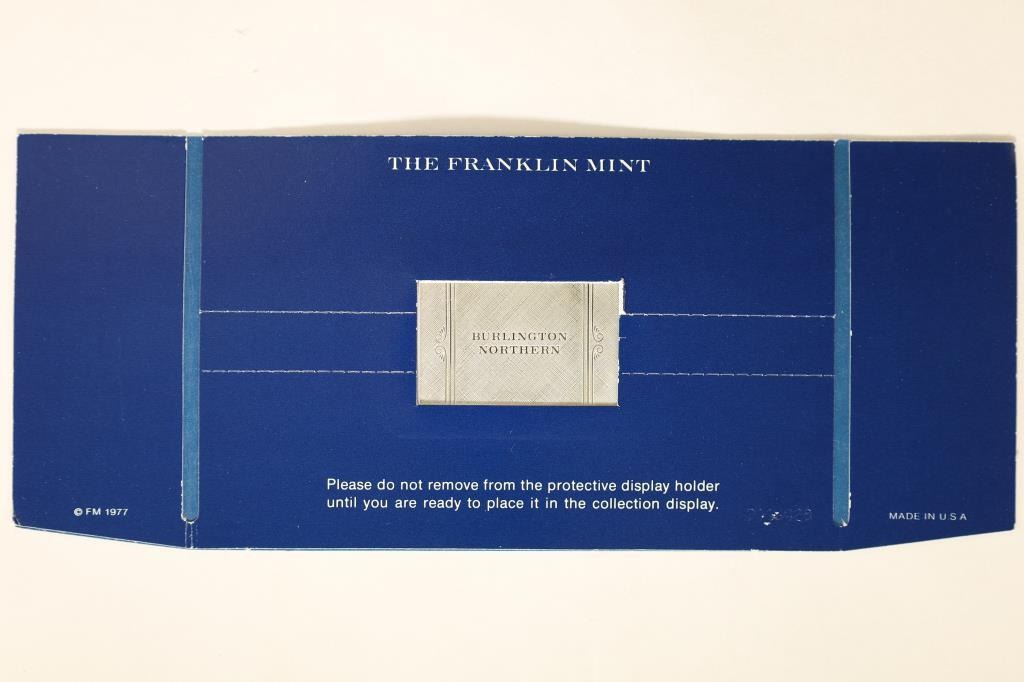 THE FRANKLIN MINT
BURLINGTON
NORTHERN
Please do not remove from the protective display holder
until you are ready to place it in the collection display.
© FM 1977
MADE IN U.S.A